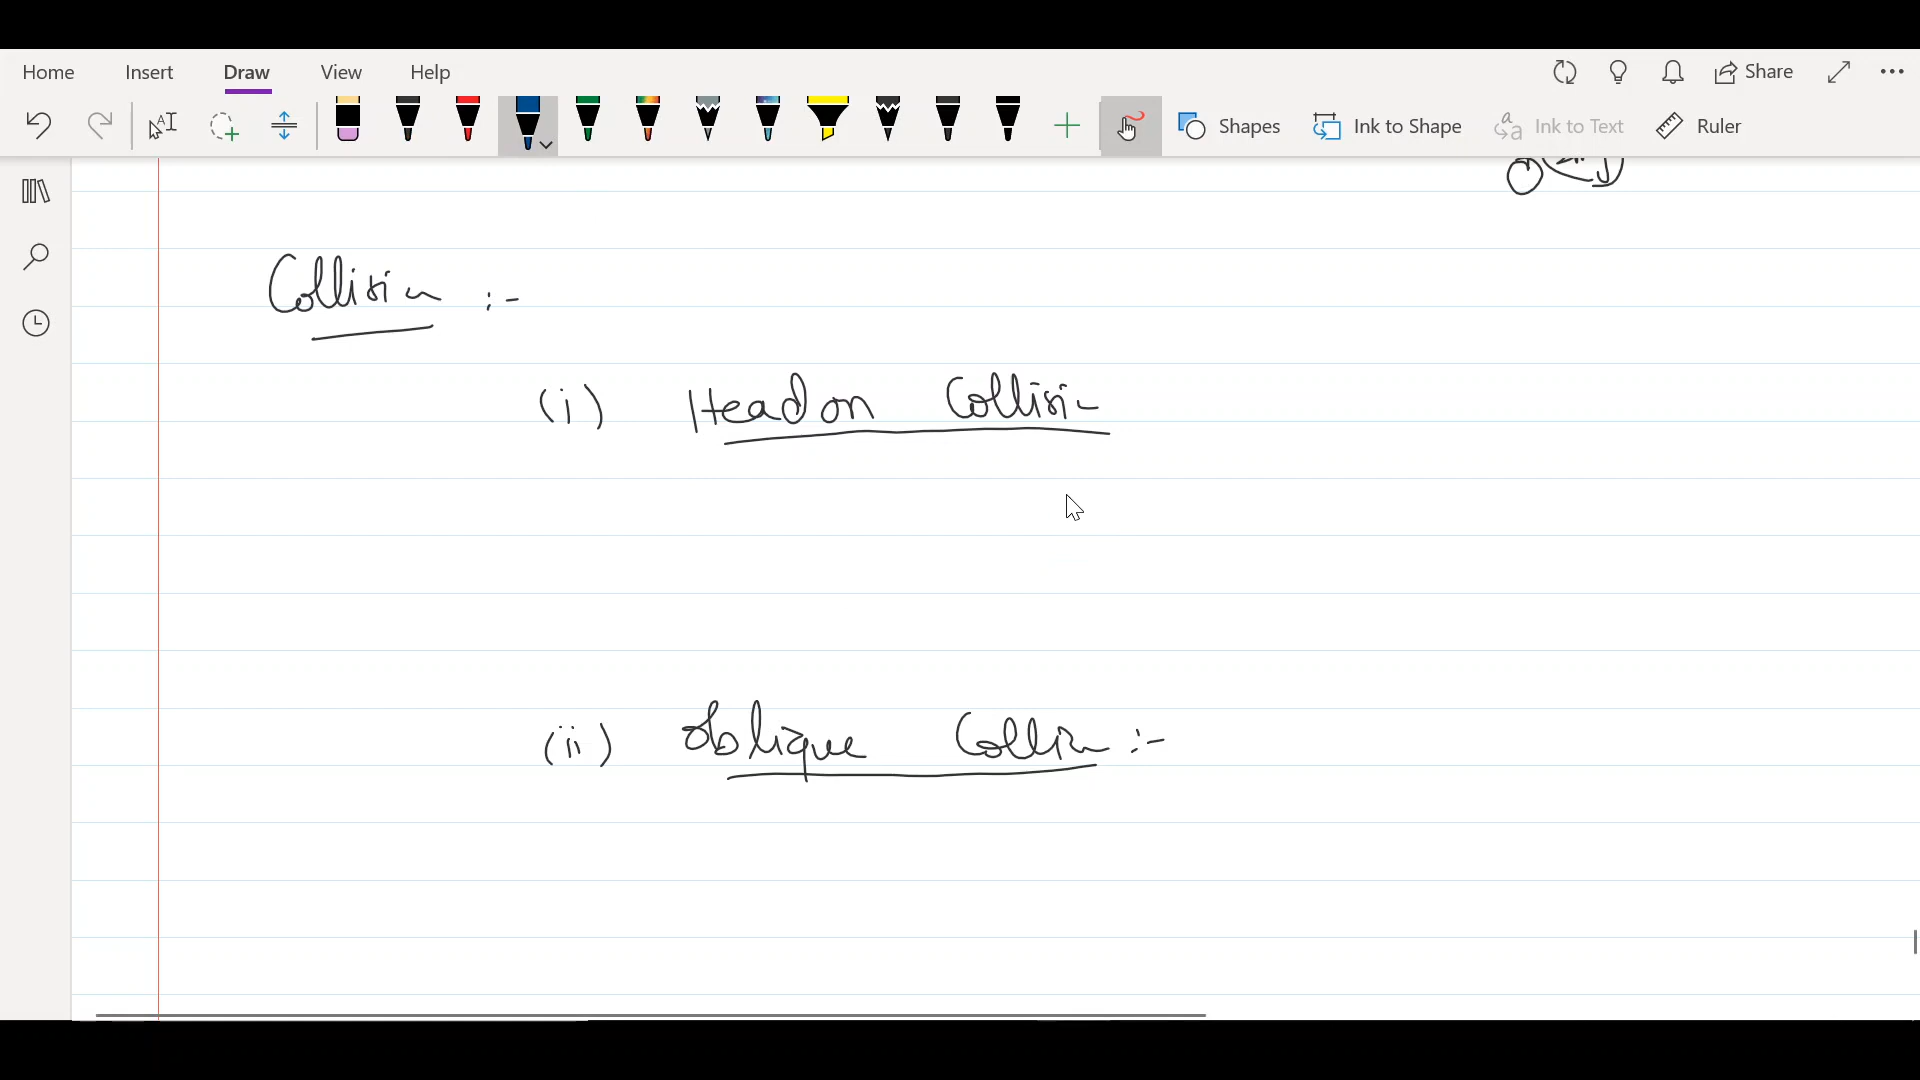 Home Insert Draw View Help Share
Shapes Ink to Shape Ink to Text Ruler
Collision :-
(i) Head on Collision
(ii) Oblique Collision :-